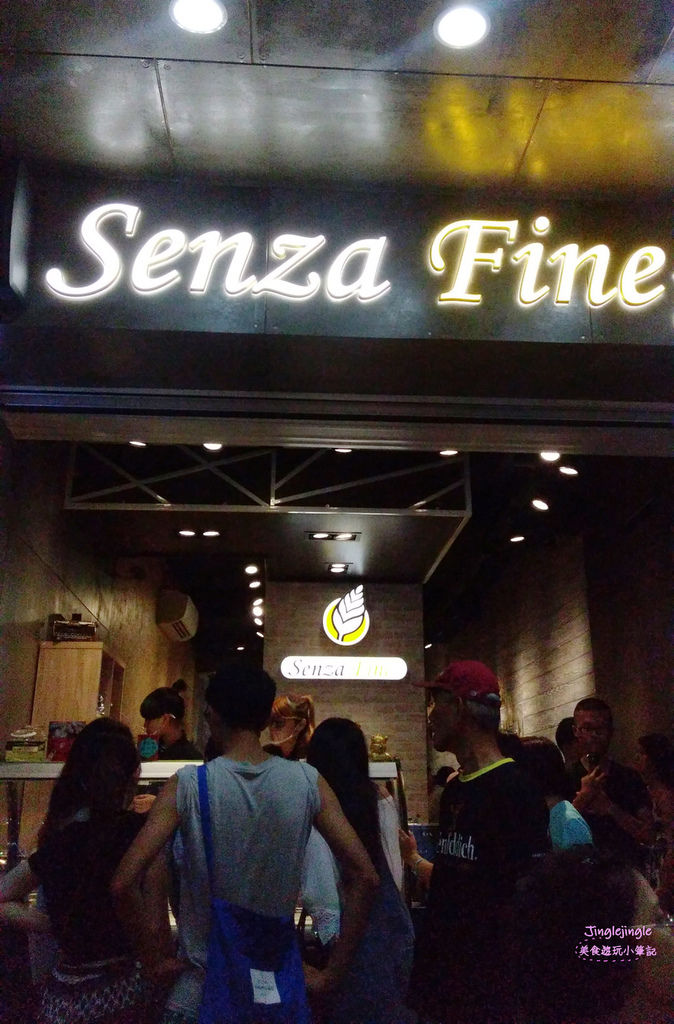 Senza Fine
Senza Fine
Jinglejingle
美食遊玩小筆記